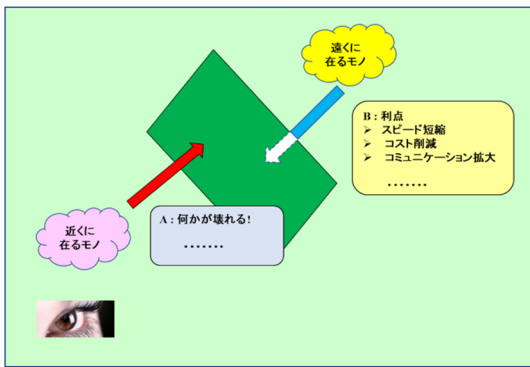 遠くに
在るモノ
B : 利点
➢ スピード短縮
➢ コスト削減
➢ コミュニケーション拡大
.......
A : 何かが壊れる!
.......
近くに
在るモノ